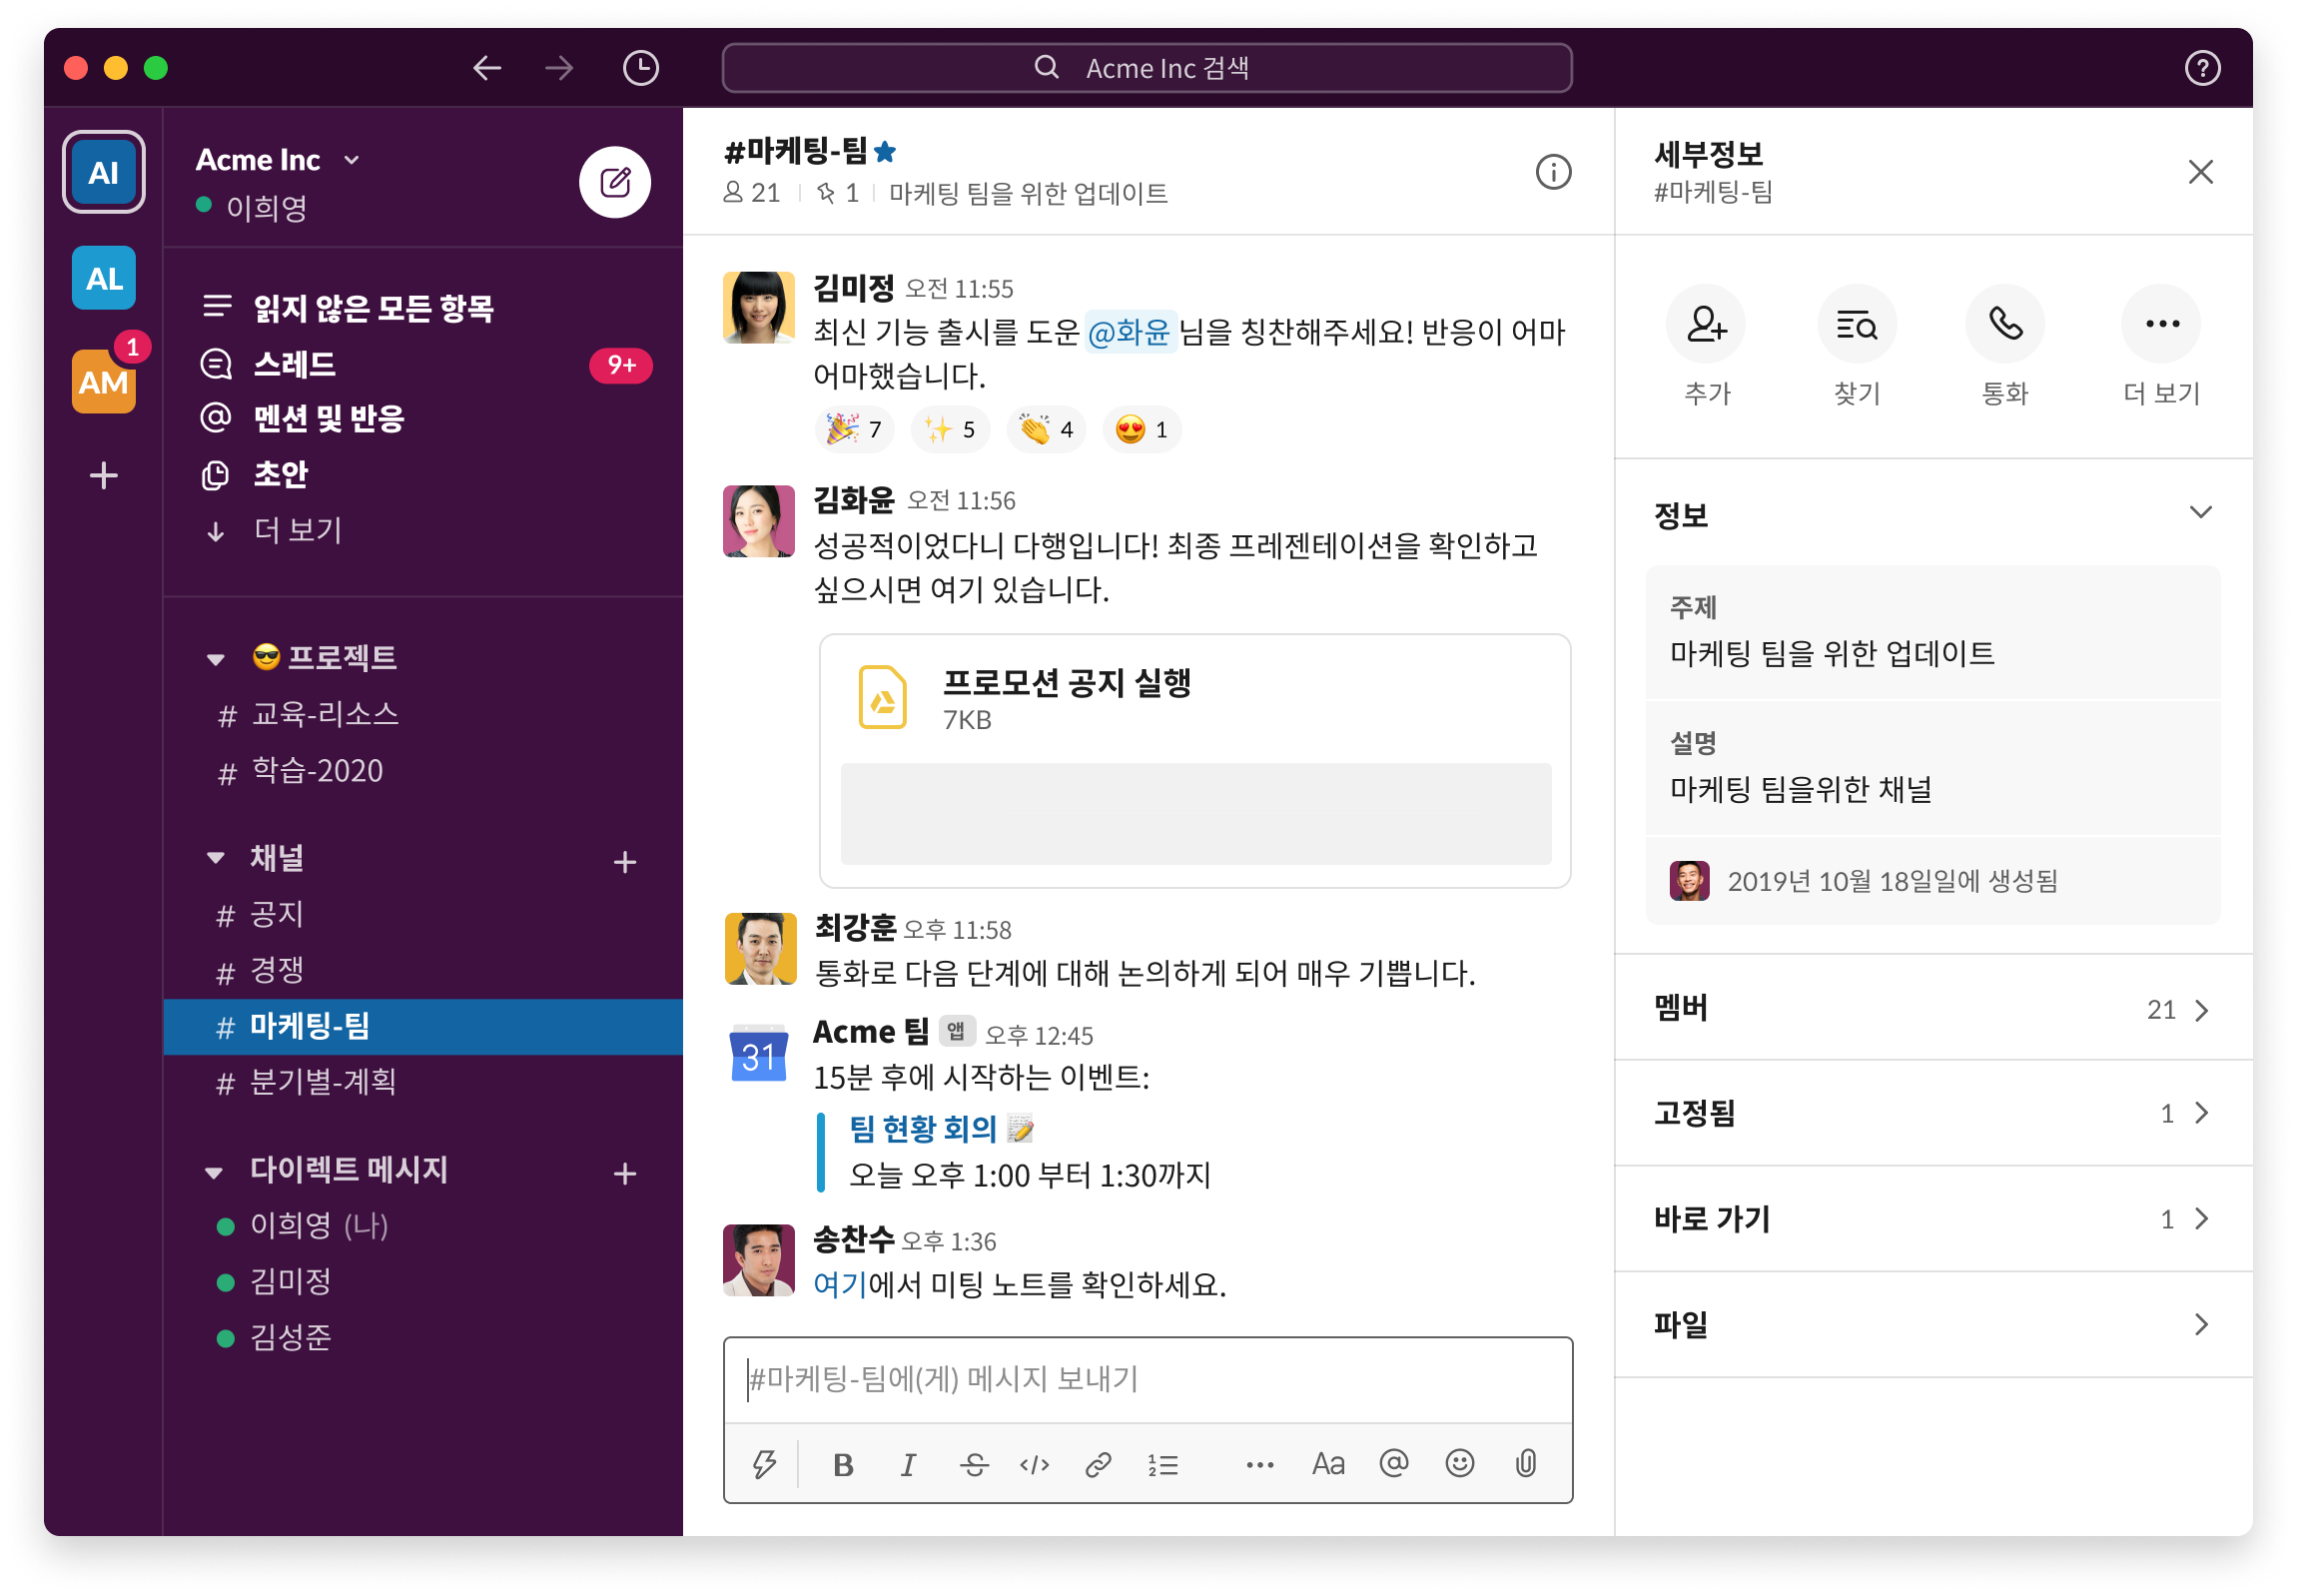 Acme Inc 검색
AI
AL
AM
1
Acme Inc
이희영
읽지 않은 모든 항목
스레드
9+
멘션 및 반응
초안
더 보기
프로젝트
# 교육-리소스
# 학습-2020
채널
# 공지
# 경쟁
# 마케팅-팀
# 분기별-계획
다이렉트 메시지
이희영 (나)
김미정
김성준
#마케팅-팀
21 | 1 | 마케팅 팀을 위한 업데이트
김미정 오전 11:55
최신 기능 출시를 도운 @화윤 님을 칭찬해주세요! 반응이 어마
어마했습니다.
7 5 4 1
김화윤 오전 11:56
성공적이었다니 다행입니다! 최종 프레젠테이션을 확인하고
싶으시면 여기 있습니다.
프로모션 공지 실행
7KB
최강훈 오후 11:58
통화로 다음 단계에 대해 논의하게 되어 매우 기쁩니다.
31
Acme 팀 앱 오후 12:45
15분 후에 시작하는 이벤트:
팀 현황 회의
오늘 오후 1:00 부터 1:30까지
송찬수 오후 1:36
여기에서 미팅 노트를 확인하세요.
#마케팅-팀에(게) 메시지 보내기
B I S </> Aa @
세부정보
#마케팅-팀
추가
찾기
통화
더 보기
정보
주제
마케팅 팀을 위한 업데이트
설명
마케팅 팀을위한 채널
2019년 10월 18일일에 생성됨
멤버 21
고정됨 1
바로 가기 1
파일